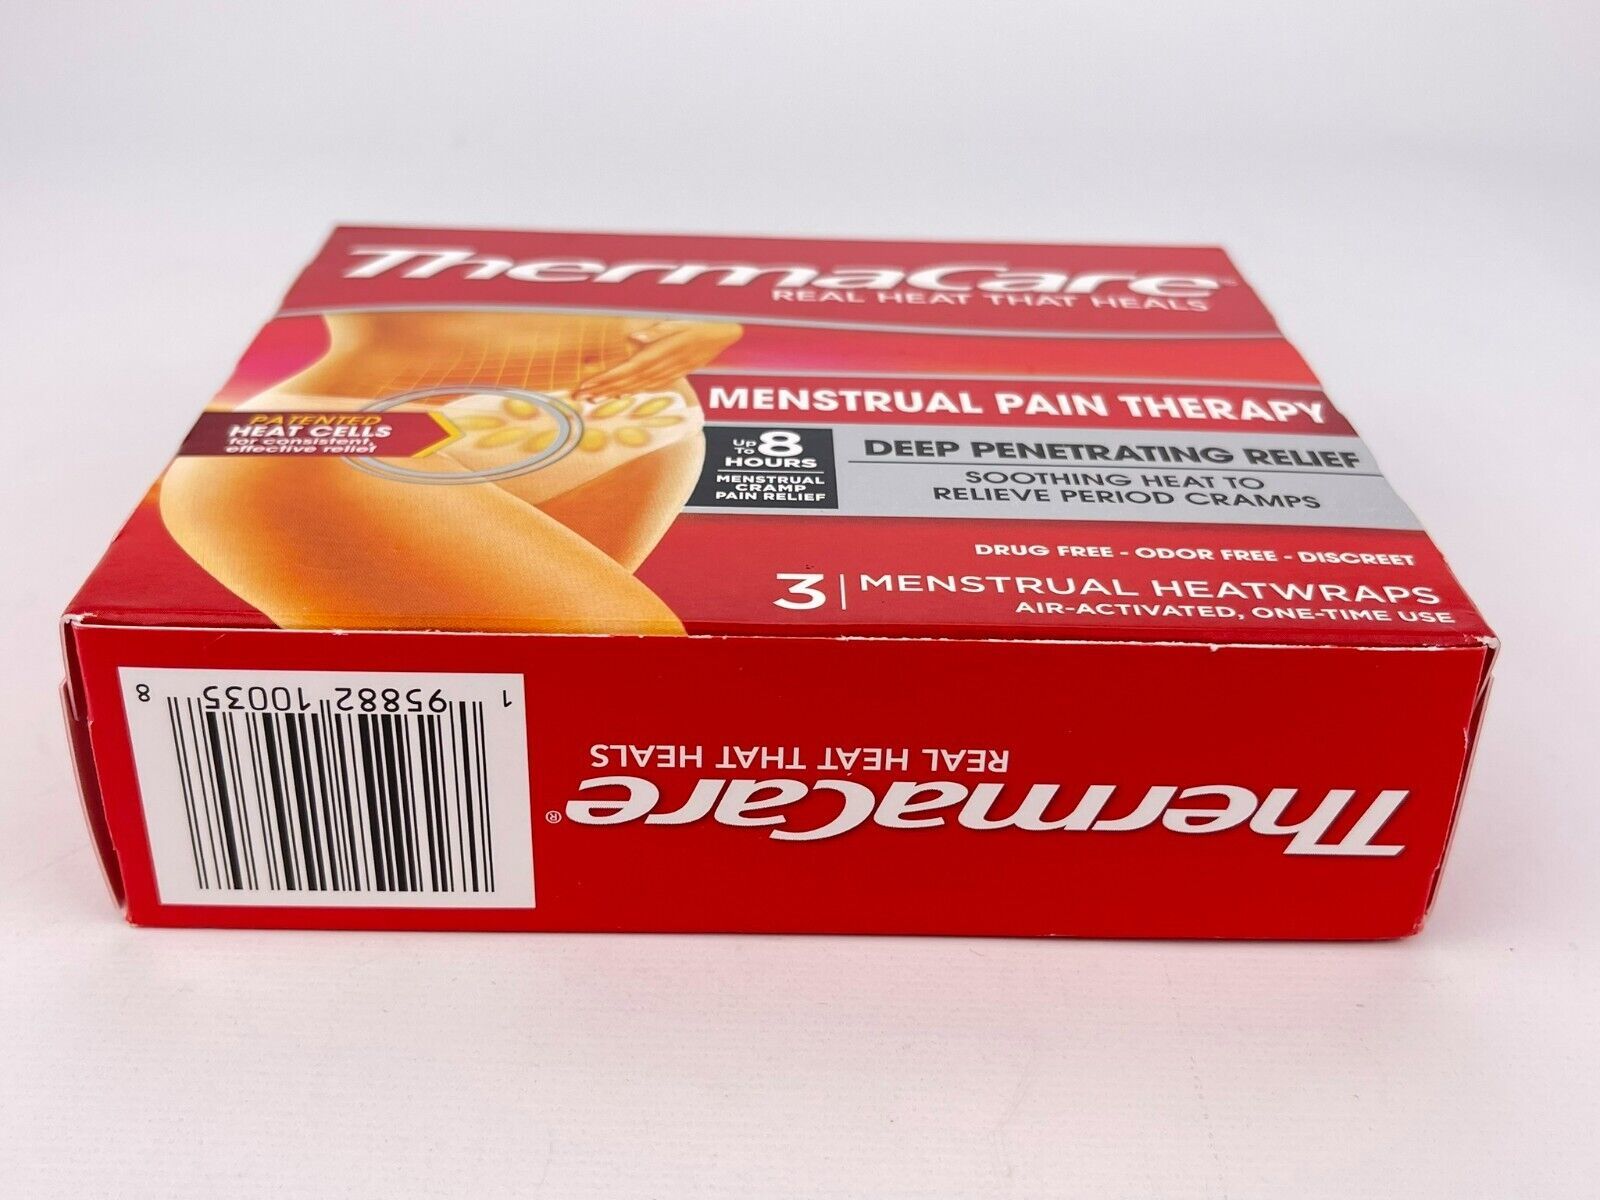 ThermaCare™
REAL HEAT THAT HEALS
PATENTED
HEAT CELLS
for consistent,
effective relief
MENSTRUAL PAIN THERAPY
UP TO 8
HOURS
MENSTRUAL
CRAMP
PAIN RELIEF
DEEP PENETRATING RELIEF
SOOTHING HEAT TO
RELIEVE PERIOD CRAMPS
DRUG FREE - ODOR FREE - DISCREET
3 | MENSTRUAL HEATWRAPS
AIR-ACTIVATED, ONE-TIME USE
ThermaCare®
REAL HEAT THAT HEALS
1 95882 10035 8